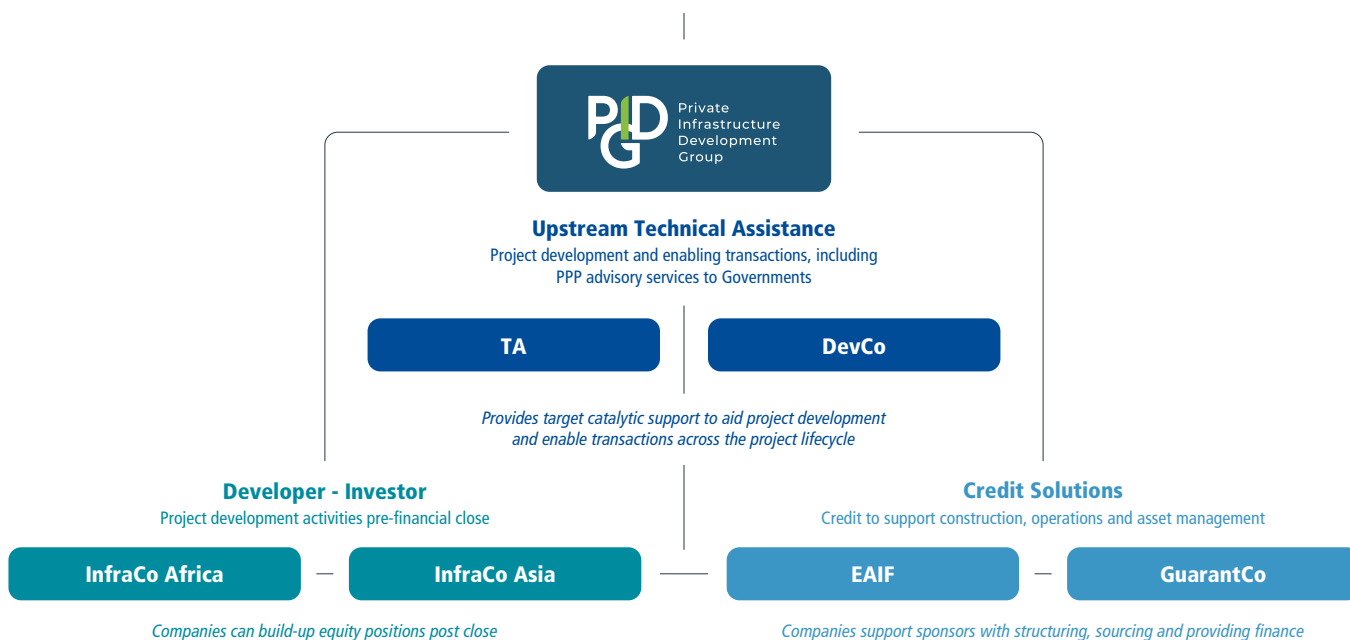 PIDG
Private
Infrastructure
Development
Group
Upstream Technical Assistance
Project development and enabling transactions, including
PPP advisory services to Governments
TA
DevCo
Provides target catalytic support to aid project development
and enable transactions across the project lifecycle
Developer - Investor
Project development activities pre-financial close
InfraCo Africa
InfraCo Asia
Companies can build-up equity positions post close
Credit Solutions
Credit to support construction, operations and asset management
EAIF
GuarantCo
Companies support sponsors with structuring, sourcing and providing finance